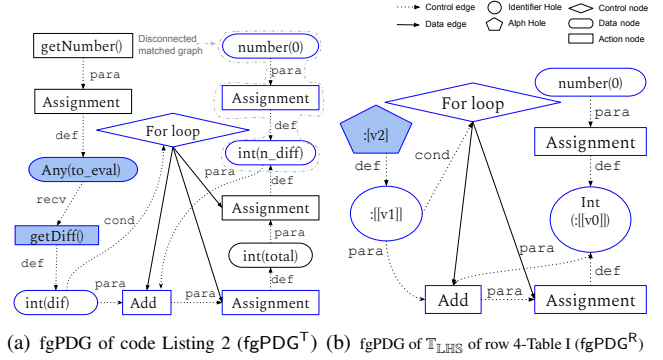 Control edge
Data edge
Identifier Hole
Alph Hole
Control node
Data node
Action node
getNumber()
Disconnected
matched graph
number(0)
para
para
Assignment
Assignment
def
For loop
def
Any(to_eval)
int(n_diff)
recv
cond
para
def
getDiff()
Assignment
def
para
int(total)
def
int(dif)
para
Add
para
Assignment
(a) fgPDG of code Listing 2 (fgPDGᵀ)
number(0)
For loop
para
:[v2]
Assignment
def
cond
def
:[[v1]]
Int
(:[[v0]])
para
para
def
Add
para
Assignment
(b) fgPDG of 𝕋LHS of row 4-Table I (fgPDGᴿ)